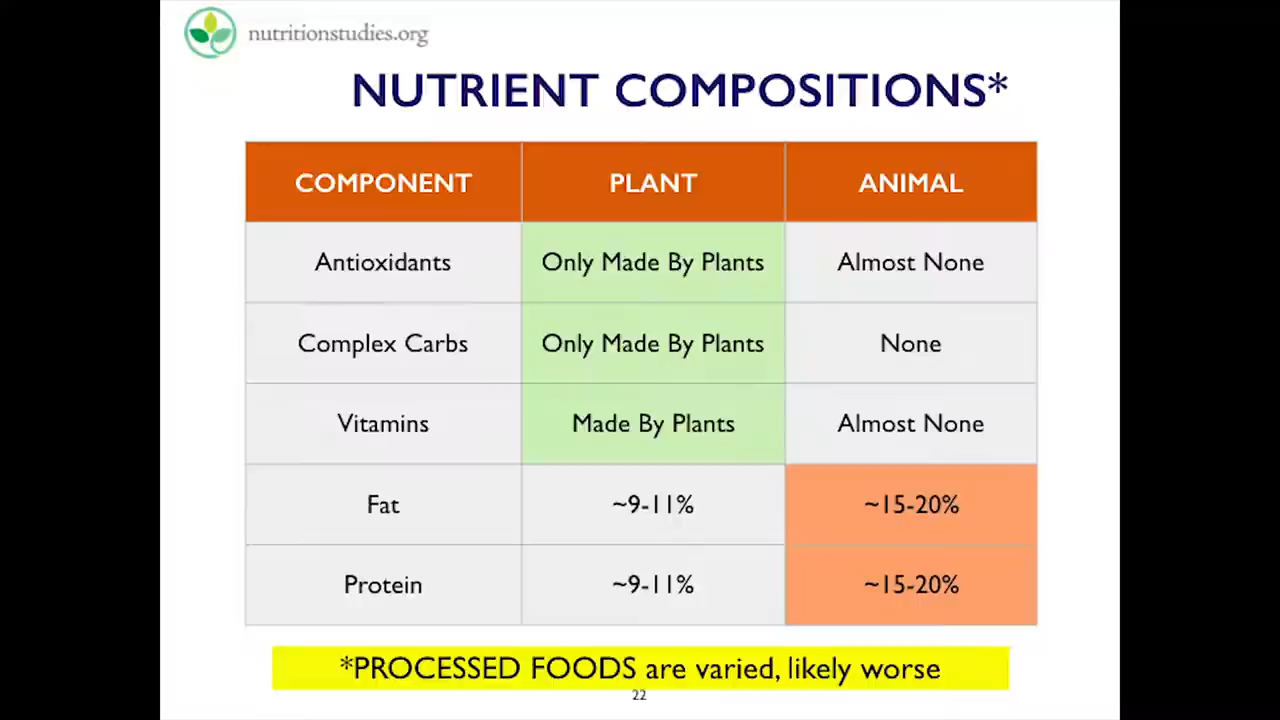 nutritionstudies.org
NUTRIENT COMPOSITIONS*
COMPONENT PLANT ANIMAL
Antioxidants Only Made By Plants Almost None
Complex Carbs Only Made By Plants None
Vitamins Made By Plants Almost None
Fat ~9-11% ~15-20%
Protein ~9-11% ~15-20%
*PROCESSED FOODS are varied, likely worse
22